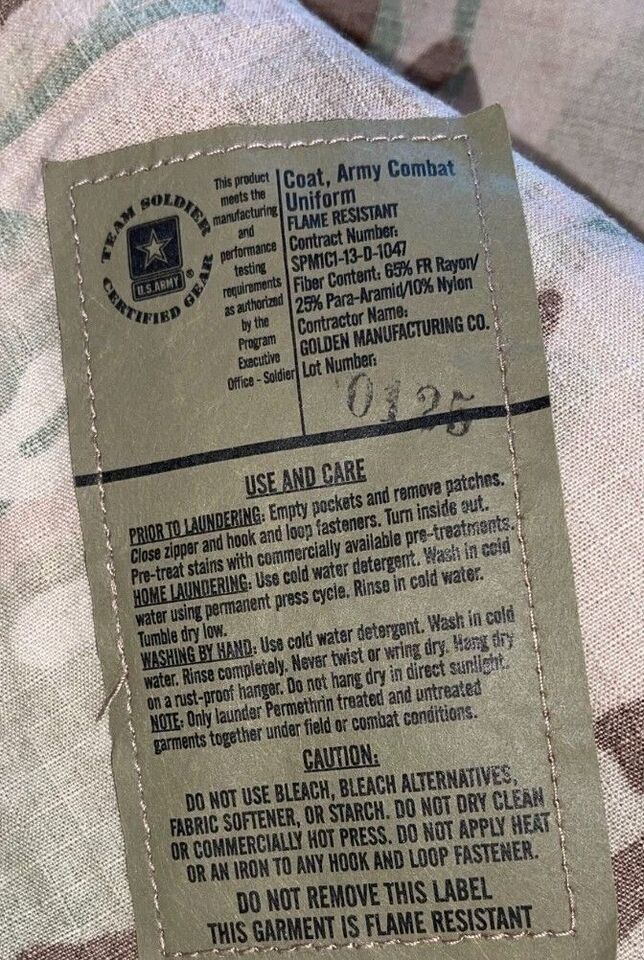 TEAM SOLDIER
U.S.ARMY
®
CERTIFIED GEAR
This product
meets the
manufacturing
and
performance
testing
requirements
as authorized
by the
Program
Executive
Office - Soldier
Coat, Army Combat
Uniform
FLAME RESISTANT
Contract Number:
SPM1C1-13-D-1047
Fiber Content: 65% FR Rayon/
25% Para-Aramid/10% Nylon
Contractor Name:
GOLDEN MANUFACTURING CO.
Lot Number:
0125
USE AND CARE
PRIOR TO LAUNDERING: Empty pockets and remove patches.
Close zipper and hook and loop fasteners. Turn inside out.
Pre-treat stains with commercially available pre-treatments.
HOME LAUNDERING: Use cold water detergent. Wash in cold
water using permanent press cycle. Rinse in cold water.
Tumble dry low.
WASHING BY HAND: Use cold water detergent. Wash in cold
water. Rinse completely. Never twist or wring dry. Hang dry
on a rust-proof hanger. Do not hang dry in direct sunlight.
NOTE: Only launder Permethrin treated and untreated
garments together under field or combat conditions.
CAUTION:
DO NOT USE BLEACH, BLEACH ALTERNATIVES,
FABRIC SOFTENER, OR STARCH. DO NOT DRY CLEAN
OR COMMERCIALLY HOT PRESS. DO NOT APPLY HEAT
OR AN IRON TO ANY HOOK AND LOOP FASTENER.
DO NOT REMOVE THIS LABEL
THIS GARMENT IS FLAME RESISTANT